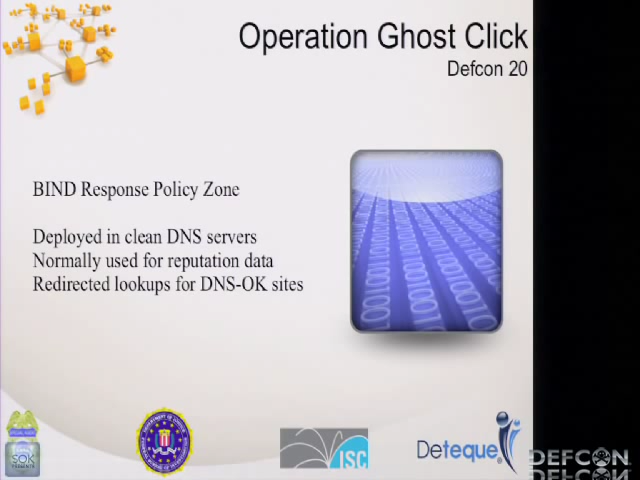 Operation Ghost Click
Defcon 20
BIND Response Policy Zone
Deployed in clean DNS servers
Normally used for reputation data
Redirected lookups for DNS-OK sites
SOK
ISC
Deteque
DEFCON